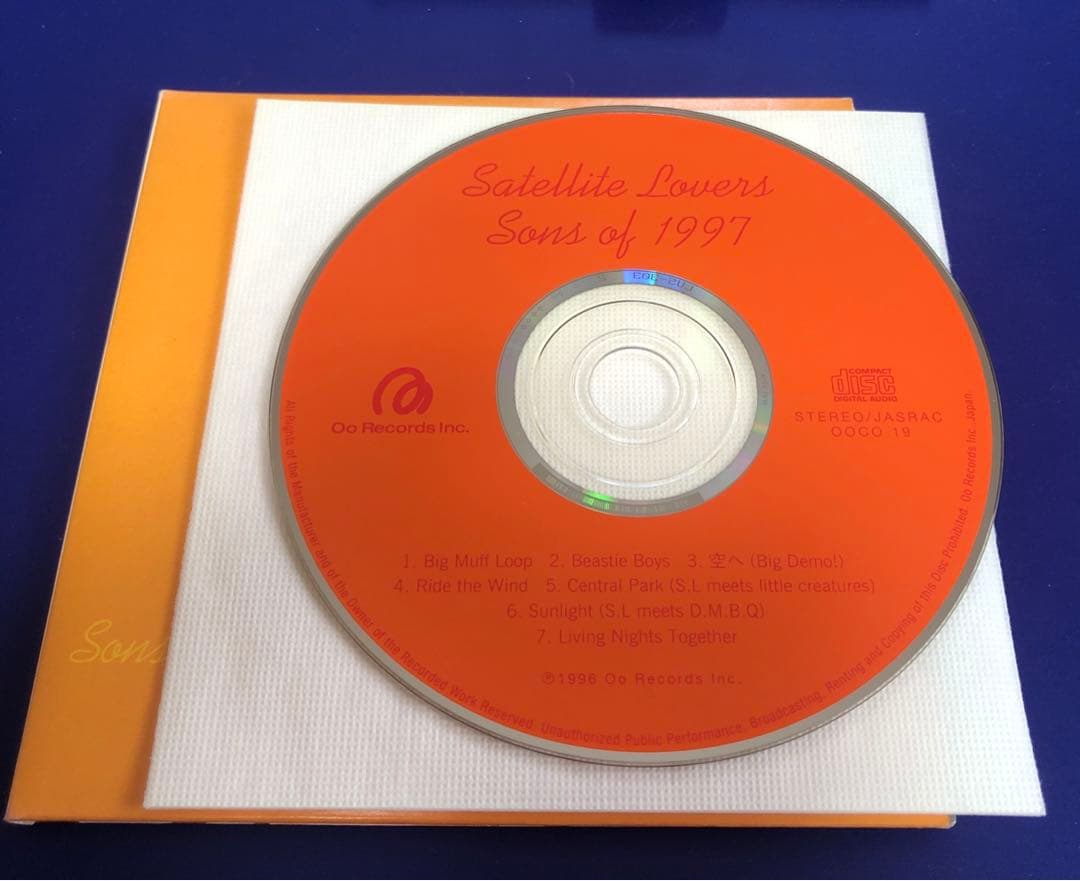 Satellite Lovers
Sons of 1997
Oo Records Inc.
COMPACT
disc
DIGITAL AUDIO
STEREO/JASRAC
OOCO 19
1. Big Muff Loop 2. Beastie Boys 3. 空へ (Big Demo!)
4. Ride the Wind 5. Central Park (S.L meets little creatures)
6. Sunlight (S.L meets D.M.B.Q)
7. Living Nights Together
℗1996 Oo Records Inc.
All Rights of the Manufacturer and of the Owner of the Recorded Work Reserved. Unauthorized Public Performance, Broadcasting, Renting and Copying of this Disc Prohibited. Oo Records Inc. Japan.
Sons